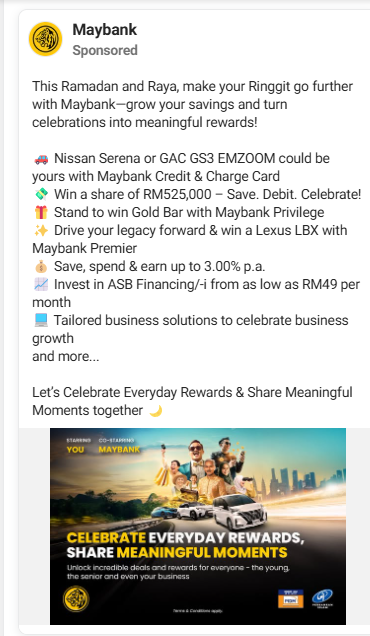 Maybank
Sponsored
This Ramadan and Raya, make your Ringgit go further
with Maybank—grow your savings and turn
celebrations into meaningful rewards!
🚙 Nissan Serena or GAC GS3 EMZOOM could be
yours with Maybank Credit & Charge Card
💸 Win a share of RM525,000 – Save. Debit. Celebrate!
🎁 Stand to win Gold Bar with Maybank Privilege
✨ Drive your legacy forward & win a Lexus LBX with
Maybank Premier
💰 Save, spend & earn up to 3.00% p.a.
📈 Invest in ASB Financing/-i from as low as RM49 per
month
💻 Tailored business solutions to celebrate business
growth
and more...
Let’s Celebrate Everyday Rewards & Share Meaningful
Moments together 🌙
STARRING CO-STARRING
YOU MAYBANK
CELEBRATE EVERYDAY REWARDS,
SHARE MEANINGFUL MOMENTS
Unlock incredible deals and rewards for everyone - the young,
the senior and even your business
Terms & Conditions apply.